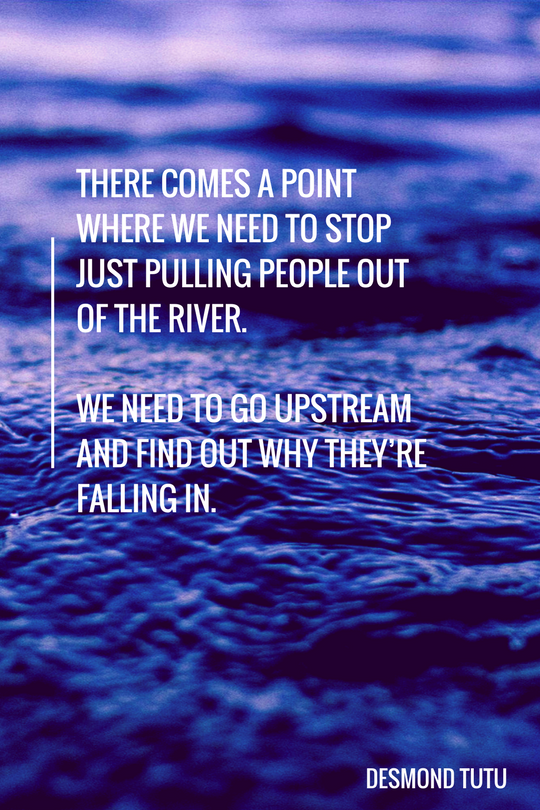 THERE COMES A POINT
WHERE WE NEED TO STOP
JUST PULLING PEOPLE OUT
OF THE RIVER.
WE NEED TO GO UPSTREAM
AND FIND OUT WHY THEY’RE
FALLING IN.
DESMOND TUTU